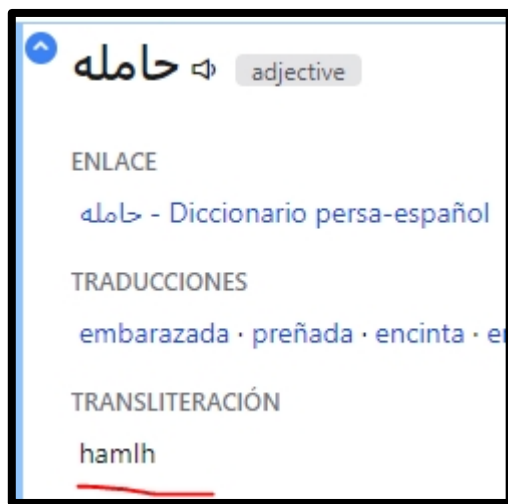 حامله adjective
ENLACE
حامله - Diccionario persa-español
TRADUCCIONES
embarazada · preñada · encinta ·
TRANSLITERACIÓN
hamlh